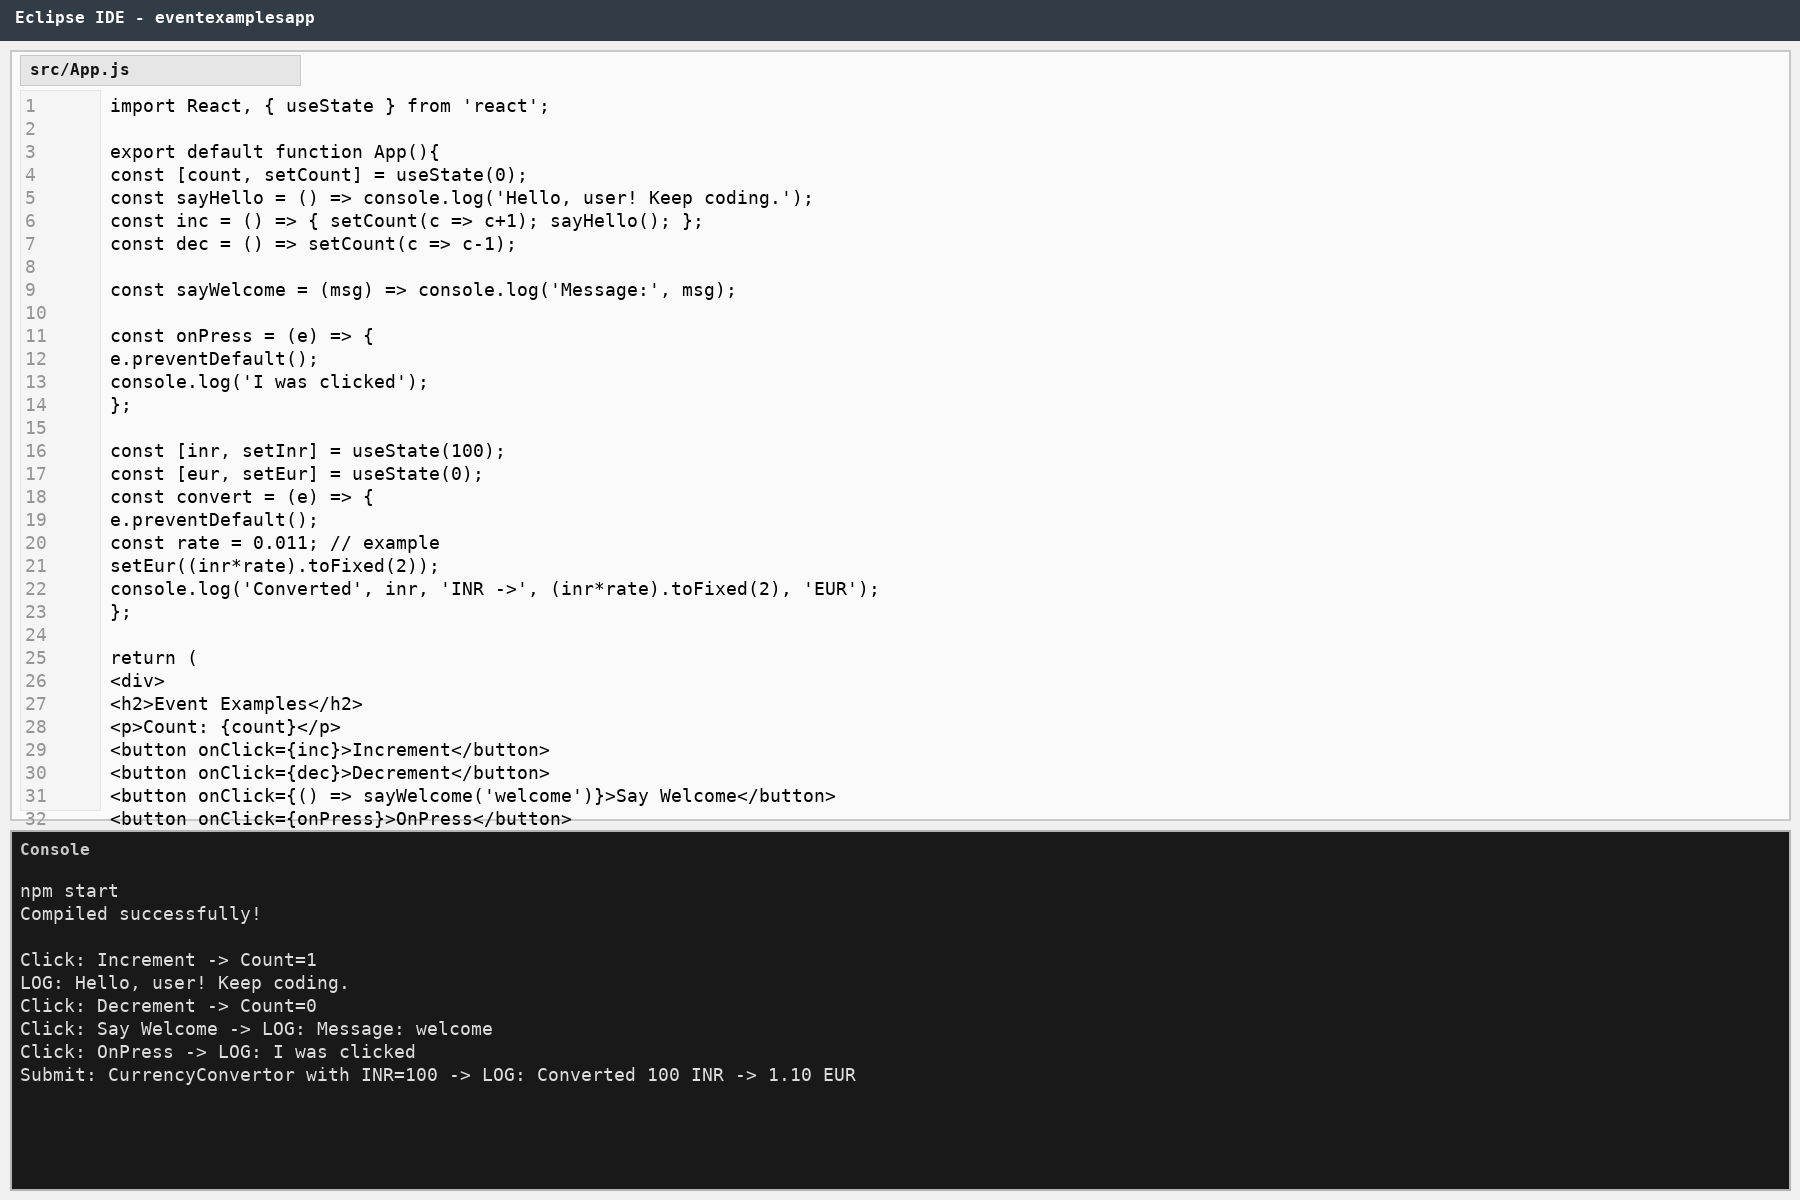 Eclipse IDE - eventexamplesapp
src/App.js
1 import React, { useState } from 'react';
2
3 export default function App(){
4 const [count, setCount] = useState(0);
5 const sayHello = () => console.log('Hello, user! Keep coding.');
6 const inc = () => { setCount(c => c+1); sayHello(); };
7 const dec = () => setCount(c => c-1);
8
9 const sayWelcome = (msg) => console.log('Message:', msg);
10
11 const onPress = (e) => {
12 e.preventDefault();
13 console.log('I was clicked');
14 };
15
16 const [inr, setInr] = useState(100);
17 const [eur, setEur] = useState(0);
18 const convert = (e) => {
19 e.preventDefault();
20 const rate = 0.011; // example
21 setEur((inr*rate).toFixed(2));
22 console.log('Converted', inr, 'INR ->', (inr*rate).toFixed(2), 'EUR');
23 };
24
25 return (
26 <div>
27 <h2>Event Examples</h2>
28 <p>Count: {count}</p>
29 <button onClick={inc}>Increment</button>
30 <button onClick={dec}>Decrement</button>
31 <button onClick={() => sayWelcome('welcome')}>Say Welcome</button>
32 <button onClick={onPress}>OnPress</button>
Console
npm start
Compiled successfully!
Click: Increment -> Count=1
LOG: Hello, user! Keep coding.
Click: Decrement -> Count=0
Click: Say Welcome -> LOG: Message: welcome
Click: OnPress -> LOG: I was clicked
Submit: CurrencyConvertor with INR=100 -> LOG: Converted 100 INR -> 1.10 EUR